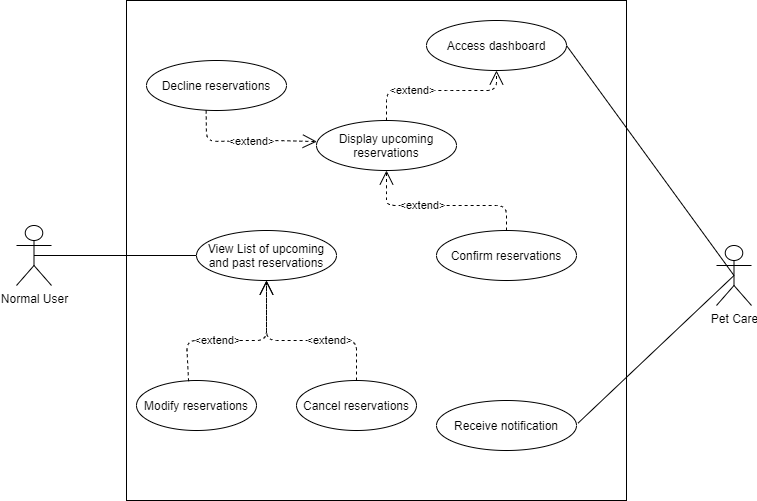 Access dashboard
Decline reservations
<extend>
<extend>
Display upcoming
reservations
<extend>
View List of upcoming
and past reservations
Confirm reservations
Normal User
Pet Care
<extend>
<extend>
Modify reservations
Cancel reservations
Receive notification